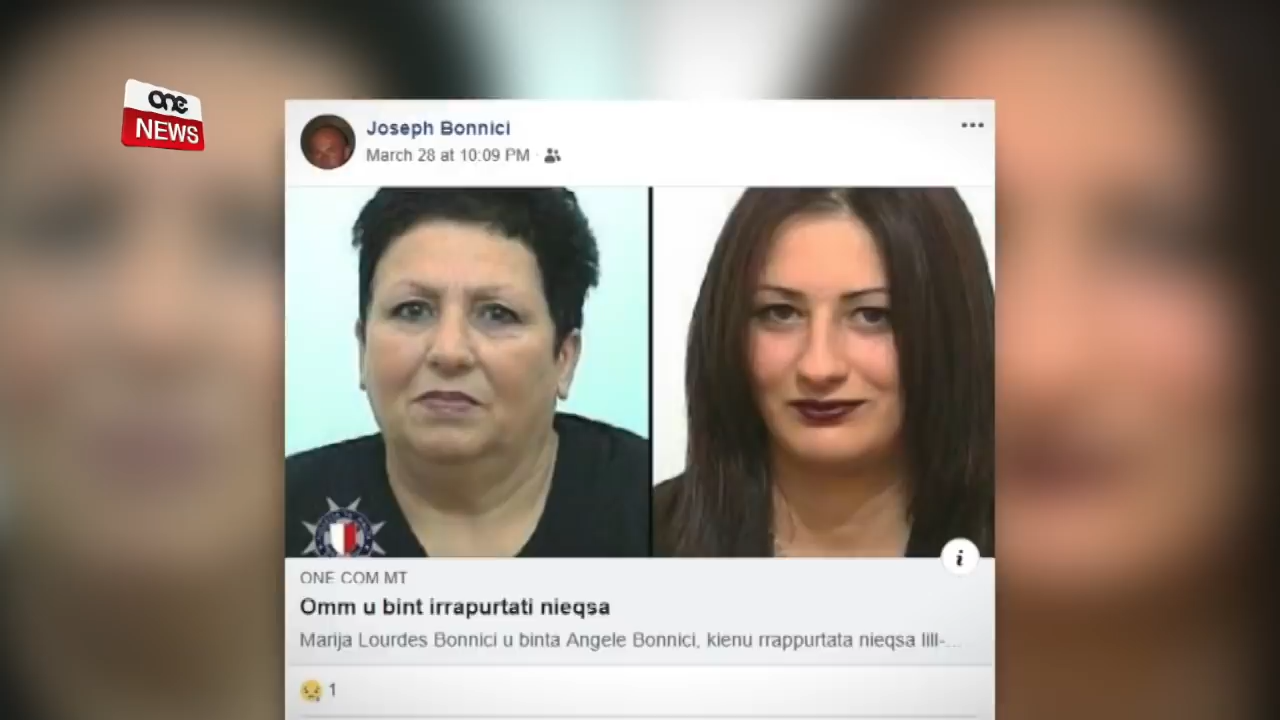 one
NEWS
Joseph Bonnici
March 28 at 10:09 PM ·
ONE COM MT
Omm u bint irrapurtati nieqsa
Marija Lourdes Bonnici u binta Angele Bonnici, kienu rrappurtata nieqsa lill-...
1